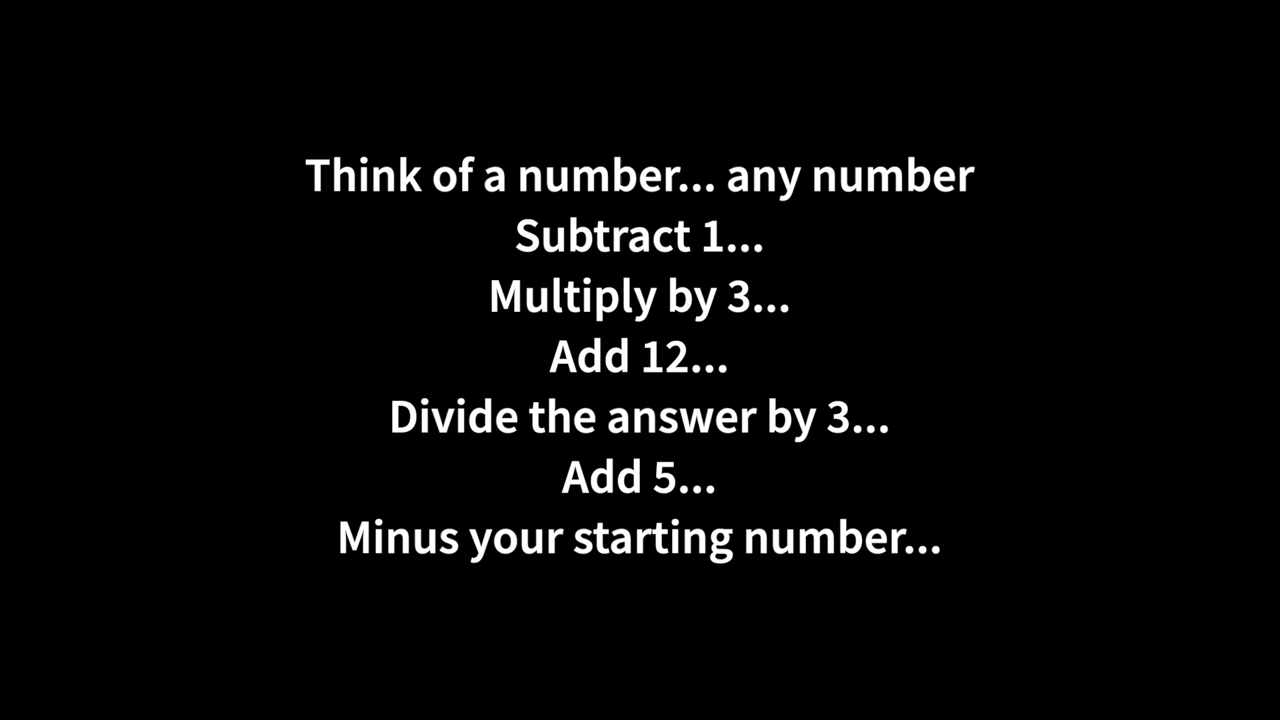 Think of a number... any number
Subtract 1...
Multiply by 3...
Add 12...
Divide the answer by 3...
Add 5...
Minus your starting number...